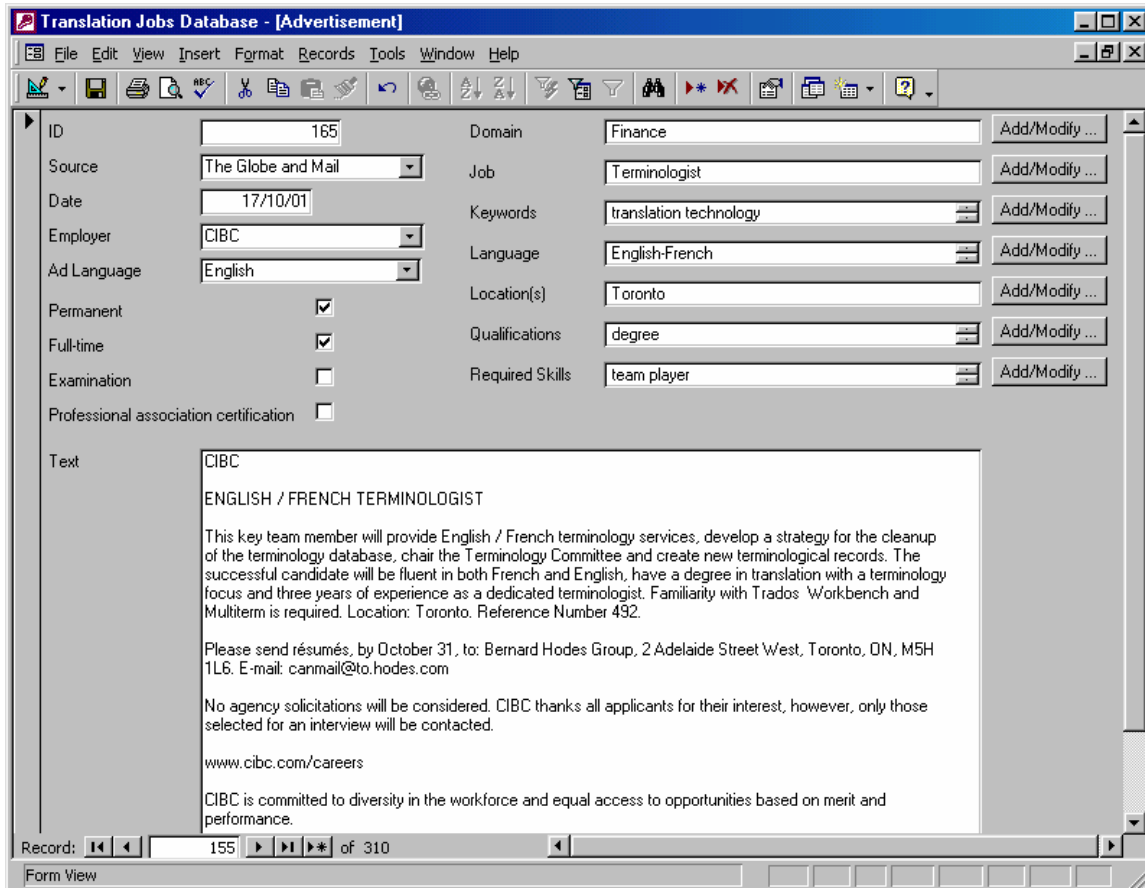 Translation Jobs Database - [Advertisement]
File Edit View Insert Format Records Tools Window Help
ID 165 Domain Finance Add/Modify ...
Source The Globe and Mail Job Terminologist Add/Modify ...
Date 17/10/01 Keywords translation technology Add/Modify ...
Employer CIBC Language English-French Add/Modify ...
Ad Language English Location(s) Toronto Add/Modify ...
Permanent Qualifications degree Add/Modify ...
Full-time Required Skills team player Add/Modify ...
Examination
Professional association certification
Text CIBC
ENGLISH / FRENCH TERMINOLOGIST
This key team member will provide English / French terminology services, develop a strategy for the cleanup
of the terminology database, chair the Terminology Committee and create new terminological records. The
successful candidate will be fluent in both French and English, have a degree in translation with a terminology
focus and three years of experience as a dedicated terminologist. Familiarity with Trados Workbench and
Multiterm is required. Location: Toronto. Reference Number 492.
Please send résumés, by October 31, to: Bernard Hodes Group, 2 Adelaide Street West, Toronto, ON, M5H
1L6. E-mail: canmail@to.hodes.com
No agency solicitations will be considered. CIBC thanks all applicants for their interest, however, only those
selected for an interview will be contacted.
www.cibc.com/careers
CIBC is committed to diversity in the workforce and equal access to opportunities based on merit and
performance.
Record: 155 of 310
Form View